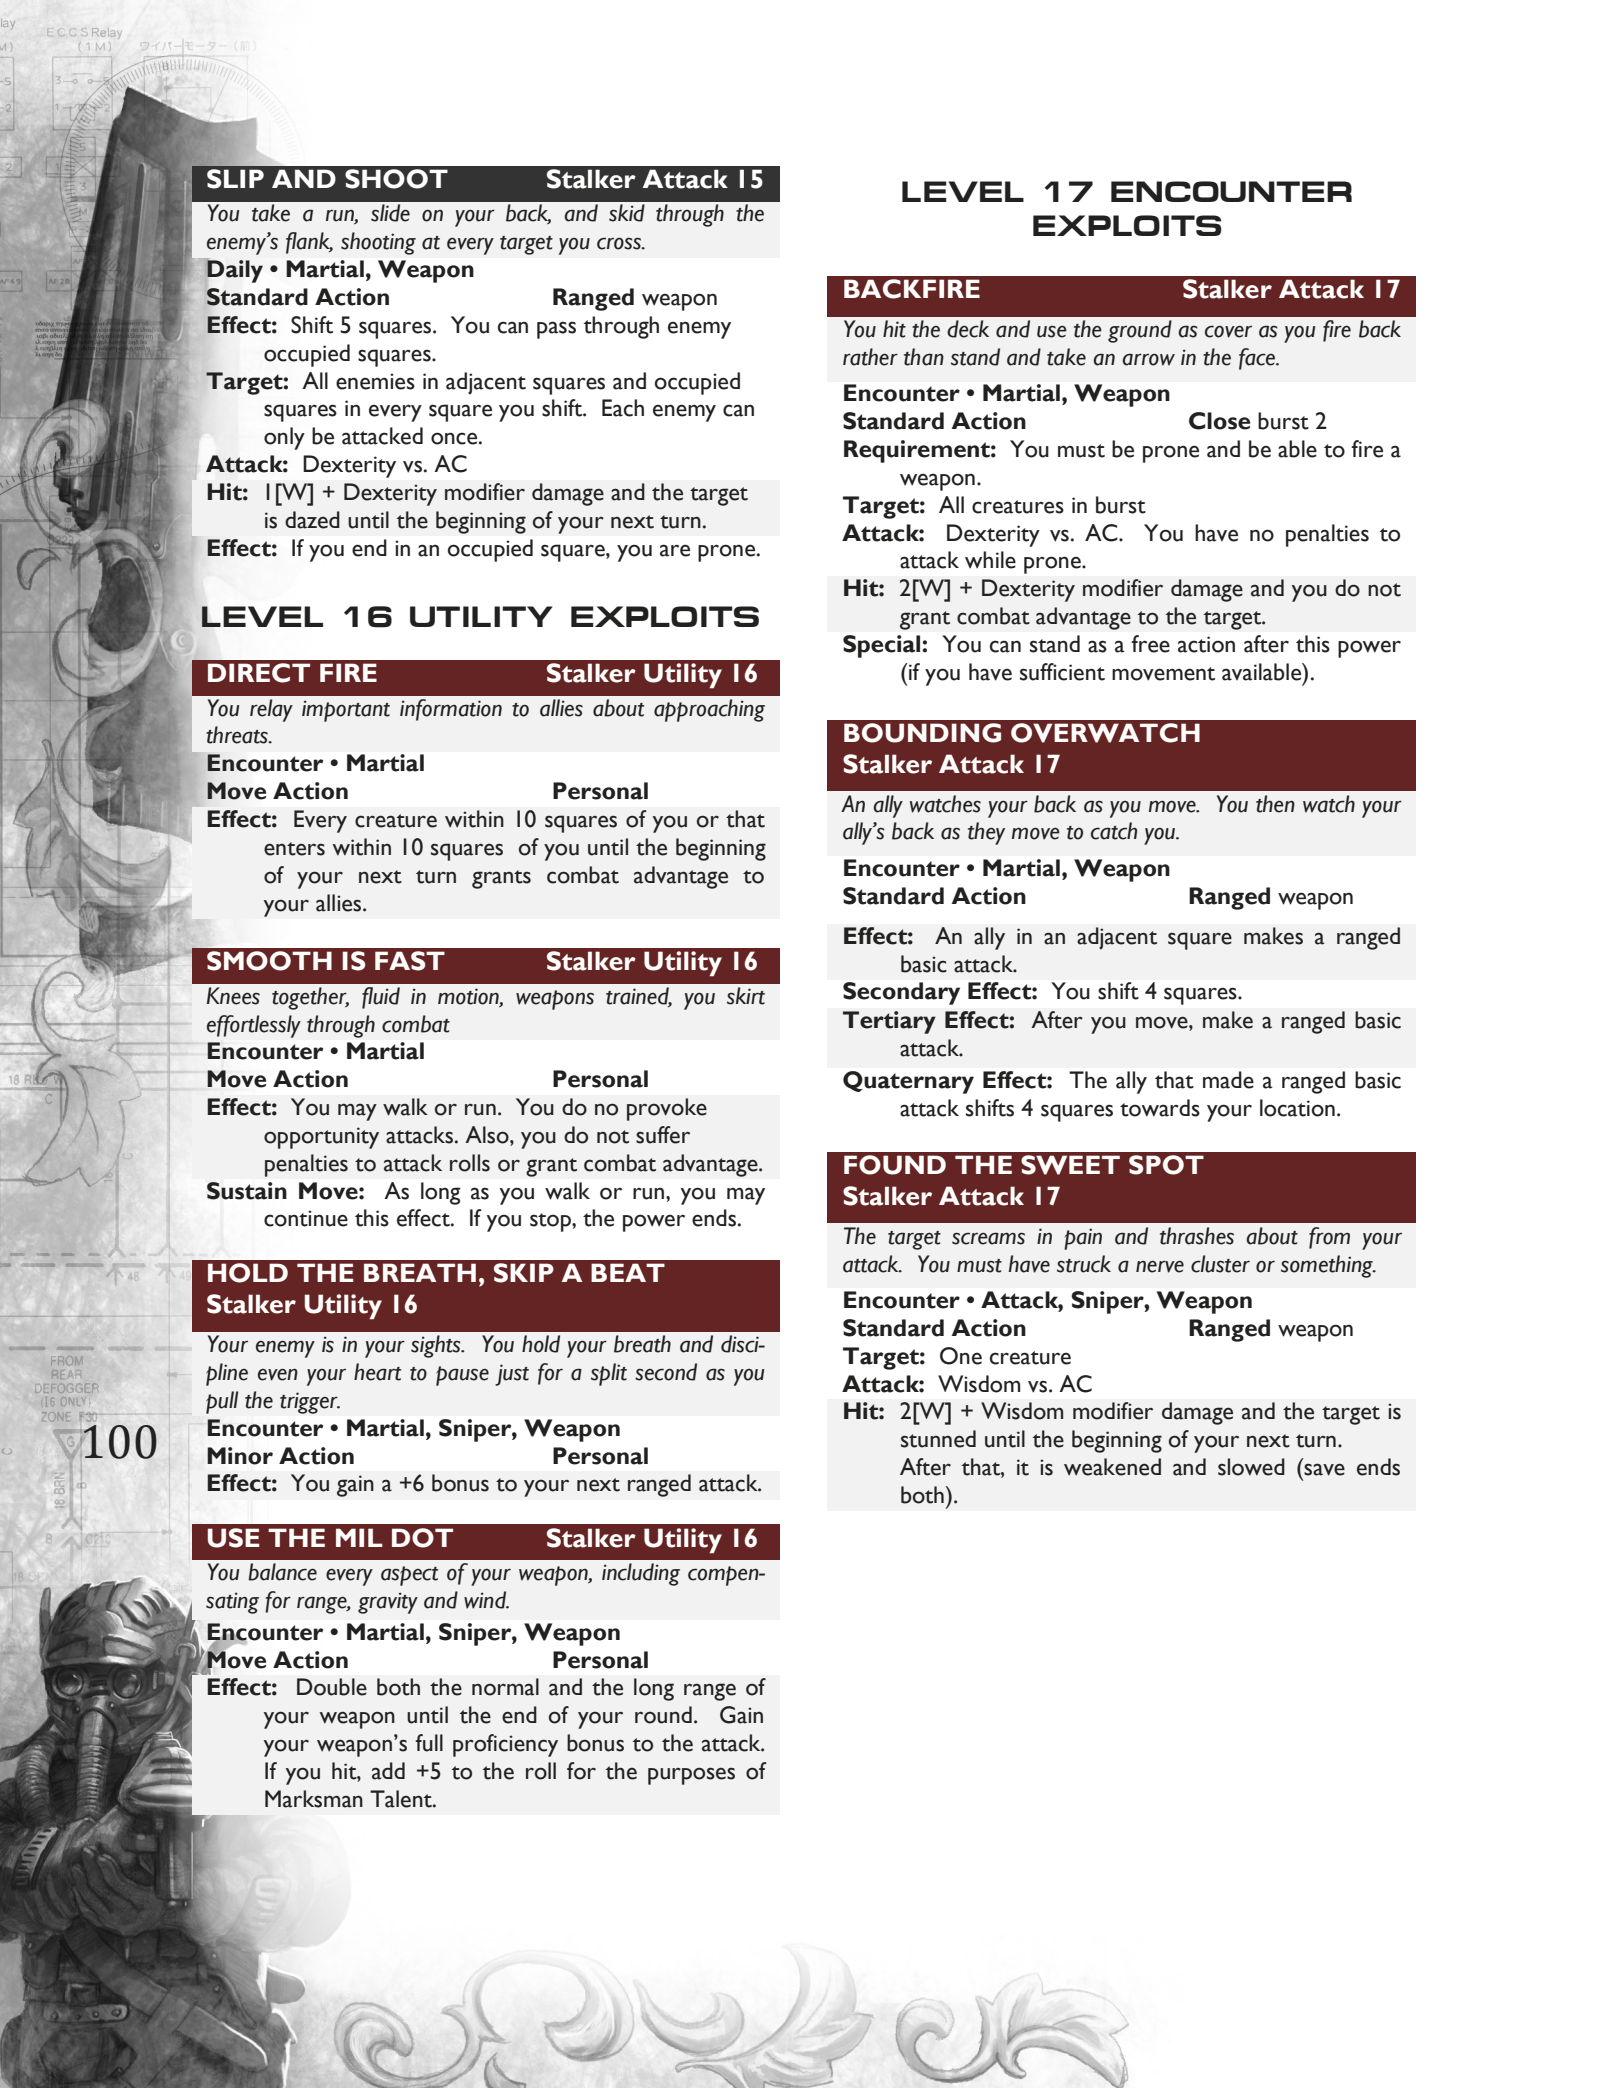 lay
ECCS Relay
(1M)
ワイパーモーター (前)
SLIP AND SHOOT Stalker Attack 15
You take a run, slide on your back, and skid through the
enemy's flank, shooting at every target you cross.
Daily • Martial, Weapon
Standard Action Ranged weapon
Effect: Shift 5 squares. You can pass through enemy
occupied squares.
Target: All enemies in adjacent squares and occupied
squares in every square you shift. Each enemy can
only be attacked once.
Attack: Dexterity vs. AC
Hit: 1[W] + Dexterity modifier damage and the target
is dazed until the beginning of your next turn.
Effect: If you end in an occupied square, you are prone.
LEVEL 16 UTILITY EXPLOITS
DIRECT FIRE Stalker Utility 16
You relay important information to allies about approaching
threats.
Encounter • Martial
Move Action Personal
Effect: Every creature within 10 squares of you or that
enters within 10 squares of you until the beginning
of your next turn grants combat advantage to
your allies.
SMOOTH IS FAST Stalker Utility 16
Knees together, fluid in motion, weapons trained, you skirt
effortlessly through combat
Encounter • Martial
Move Action Personal
Effect: You may walk or run. You do no provoke
opportunity attacks. Also, you do not suffer
penalties to attack rolls or grant combat advantage.
Sustain Move: As long as you walk or run, you may
continue this effect. If you stop, the power ends.
HOLD THE BREATH, SKIP A BEAT
Stalker Utility 16
Your enemy is in your sights. You hold your breath and disci-
pline even your heart to pause just for a split second as you
pull the trigger.
Encounter • Martial, Sniper, Weapon
Minor Action Personal
Effect: You gain a +6 bonus to your next ranged attack.
USE THE MIL DOT Stalker Utility 16
You balance every aspect of your weapon, including compen-
sating for range, gravity and wind.
Encounter • Martial, Sniper, Weapon
Move Action Personal
Effect: Double both the normal and the long range of
your weapon until the end of your round. Gain
your weapon's full proficiency bonus to the attack.
If you hit, add +5 to the roll for the purposes of
Marksman Talent.
LEVEL 17 ENCOUNTER
EXPLOITS
BACKFIRE Stalker Attack 17
You hit the deck and use the ground as cover as you fire back
rather than stand and take an arrow in the face.
Encounter • Martial, Weapon
Standard Action Close burst 2
Requirement: You must be prone and be able to fire a
weapon.
Target: All creatures in burst
Attack: Dexterity vs. AC. You have no penalties to
attack while prone.
Hit: 2[W] + Dexterity modifier damage and you do not
grant combat advantage to the target.
Special: You can stand as a free action after this power
(if you have sufficient movement available).
BOUNDING OVERWATCH
Stalker Attack 17
An ally watches your back as you move. You then watch your
ally's back as they move to catch you.
Encounter • Martial, Weapon
Standard Action Ranged weapon
Effect: An ally in an adjacent square makes a ranged
basic attack.
Secondary Effect: You shift 4 squares.
Tertiary Effect: After you move, make a ranged basic
attack.
Quaternary Effect: The ally that made a ranged basic
attack shifts 4 squares towards your location.
FOUND THE SWEET SPOT
Stalker Attack 17
The target screams in pain and thrashes about from your
attack. You must have struck a nerve cluster or something.
Encounter • Attack, Sniper, Weapon
Standard Action Ranged weapon
Target: One creature
Attack: Wisdom vs. AC
Hit: 2[W] + Wisdom modifier damage and the target is
stunned until the beginning of your next turn.
After that, it is weakened and slowed (save ends
both).
FROM
REAR
DEFOGGER
(16 ONLY)
ZONE F30
100
18 BRN